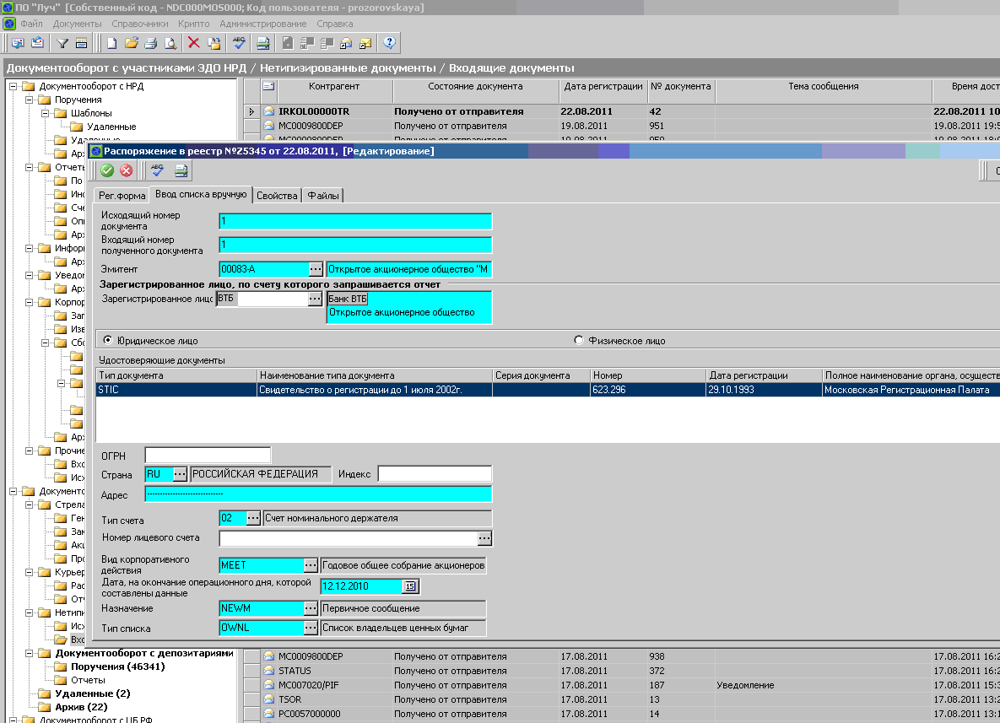 ПО "Луч" [Собственный код - NDC000MOS000; Код пользователя - prozorovskaya]
Файл Документы Справочники Крипто Администрирование Справка
Документооборот с участниками ЭДО НРД / Нетипизированные документы / Входящие документы
Документооборот с НРД
Поручения
Шаблоны
Удаленные
Контрагент Состояние документа Дата регистрации № документа Тема сообщения Время дост
IRKOL00000TR Получено от отправителя 22.08.2011 42 22.08.2011 10
MC0009800DEP Получено от отправителя 19.08.2011 951 19.08.2011 19:5
MC0009800DEP Получено от отправителя 19.08.2011 950
Распоряжение в реестр №Z5345 от 22.08.2011, [Редактирование]
Рег.форма Ввод списка вручную Свойства Файлы
Исходящий номер
документа 1
Входящий номер
полученного документа 1
Эмитент 00083-A ... Открытое акционерное общество "М
Зарегистрированное лицо, по счету которого запрашивается отчет
Зарегистрированное лицо ВТБ ... Банк ВТБ
Открытое акционерное общество
Юридическое лицо Физическое лицо
Удостоверяющие документы
Тип документа Наименование типа документа Серия документа Номер Дата регистрации Полное наименование органа, осуществ
STIC Свидетельство о регистрации до 1 июля 2002г. 623.296 29.10.1993 Московская Регистрационная Палата
ОГРН
Страна RU ... РОССИЙСКАЯ ФЕДЕРАЦИЯ Индекс
Адрес ------------------------------
Тип счета 02 ... Счет номинального держателя
Номер лицевого счета ...
Вид корпоративного
действия MEET ... Годовое общее собрание акционеров
Дата, на окончание операционного дня, которой
составлены данные 12.12.2010 15
Назначение NEWM ... Первичное сообщение
Тип списка OWNL ... Список владельцев ценных бумаг
Арх
Отчеть
По
Инс
Сче
Опи
Арх
Информ
Арх
Уведом
Арх
Корпор
Заг
Изв
Сбо
Арх
Прочие
Вхо
Исх
Документо
Стрела
Ген
Зак
Акц
Про
Курьер
Рас
Отч
Нетипи
Исх
Вхо
Документооборот с депозитариями
Поручения (46341)
Отчеты
Удаленные (2)
Архив (22)
Документооборот с ЦБ РФ
MC0009800DEP Получено от отправителя 17.08.2011 938 17.08.2011 16:2
STATUS Получено от отправителя 17.08.2011 372 17.08.2011 16:2
MC007020/PIF Получено от отправителя 17.08.2011 187 Уведомление 17.08.2011 15:3
TSOR Получено от отправителя 17.08.2011 13 17.08.2011 13:2
PC0057000000 Получено от отправителя 17.08.2011 14 17.08.2011 13:1